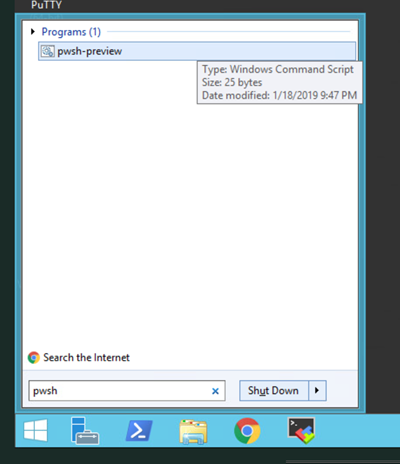 PuTTY
Programs (1)
pwsh-preview
Type: Windows Command Script
Size: 25 bytes
Date modified: 1/18/2019 9:47 PM
Search the Internet
pwsh
Shut Down